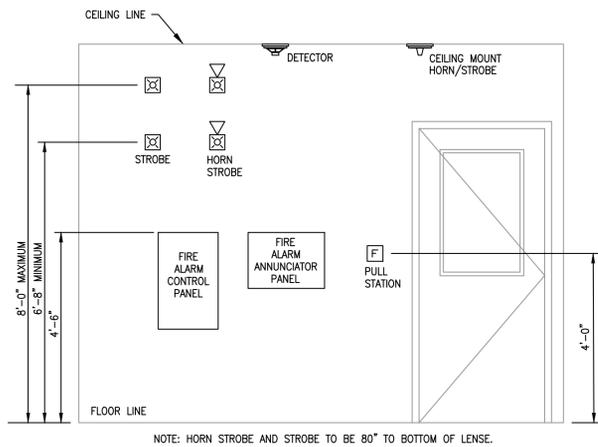 CEILING LINE
DETECTOR
CEILING MOUNT
HORN/STROBE
STROBE
HORN
STROBE
8'-0" MAXIMUM
6'-8" MINIMUM
4'-6"
FIRE
ALARM
CONTROL
PANEL
FIRE
ALARM
ANNUNCIATOR
PANEL
F
PULL
STATION
4'-0"
FLOOR LINE
NOTE: HORN STROBE AND STROBE TO BE 80" TO BOTTOM OF LENSE.